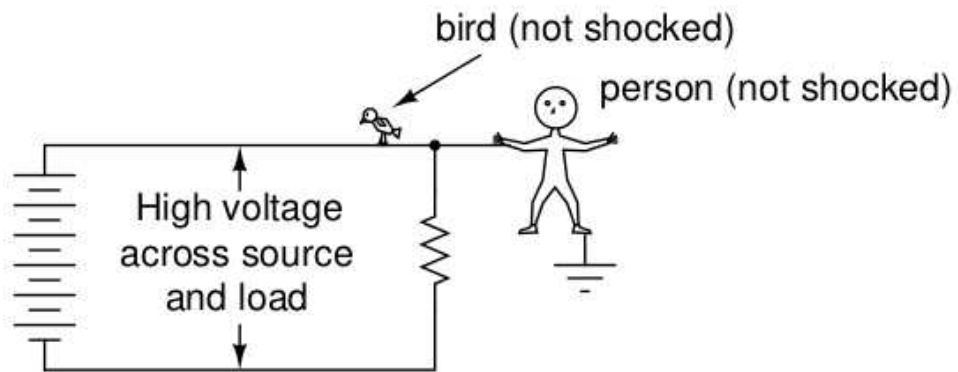 bird (not shocked)
person (not shocked)
High voltage
across source
and load